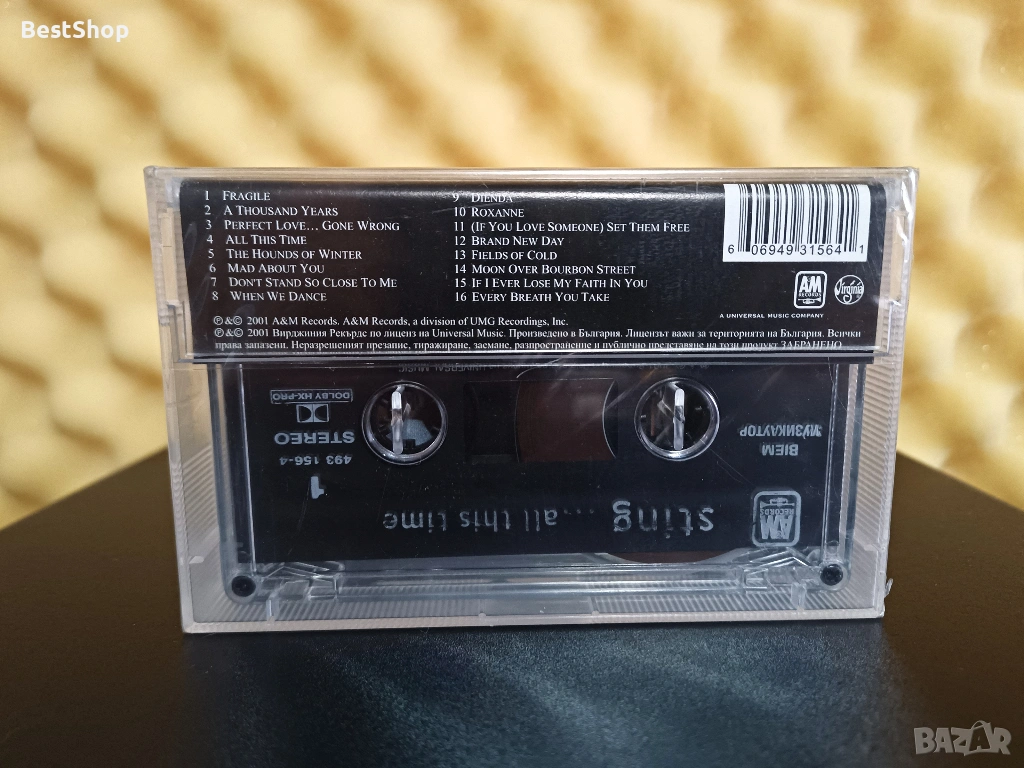 BestShop
1 FRAGILE
2 A THOUSAND YEARS
3 PERFECT LOVE... GONE WRONG
4 ALL THIS TIME
5 THE HOUNDS OF WINTER
6 MAD ABOUT YOU
7 DON'T STAND SO CLOSE TO ME
8 WHEN WE DANCE
9 DIENDA
10 ROXANNE
11 (IF YOU LOVE SOMEONE) SET THEM FREE
12 BRAND NEW DAY
13 FIELDS OF COLD
14 MOON OVER BOURBON STREET
15 IF I EVER LOSE MY FAITH IN YOU
16 EVERY BREATH YOU TAKE
6 06949 31564 1
AM RECORDS
Virginia
A UNIVERSAL MUSIC COMPANY
℗&© 2001 A&M Records. A&M Records, a division of UMG Recordings, Inc.
℗&© 2001 Вирджиния Рекърдс по лиценз на Universal Music. Произведено в България. Лицензът важи за територията на България. Всички
права запазени. Неразрешеният презапис, тиражиране, заемане, разпространение и публично представяне на този продукт ЗАБРАНЕНО
UNIVERSAL MUSIC
DOLBY HX-PRO
STEREO
493 156-4
1
BIEM
МУЗИКАУТОР
AM RECORDS
sting ...all this time
BAZAR